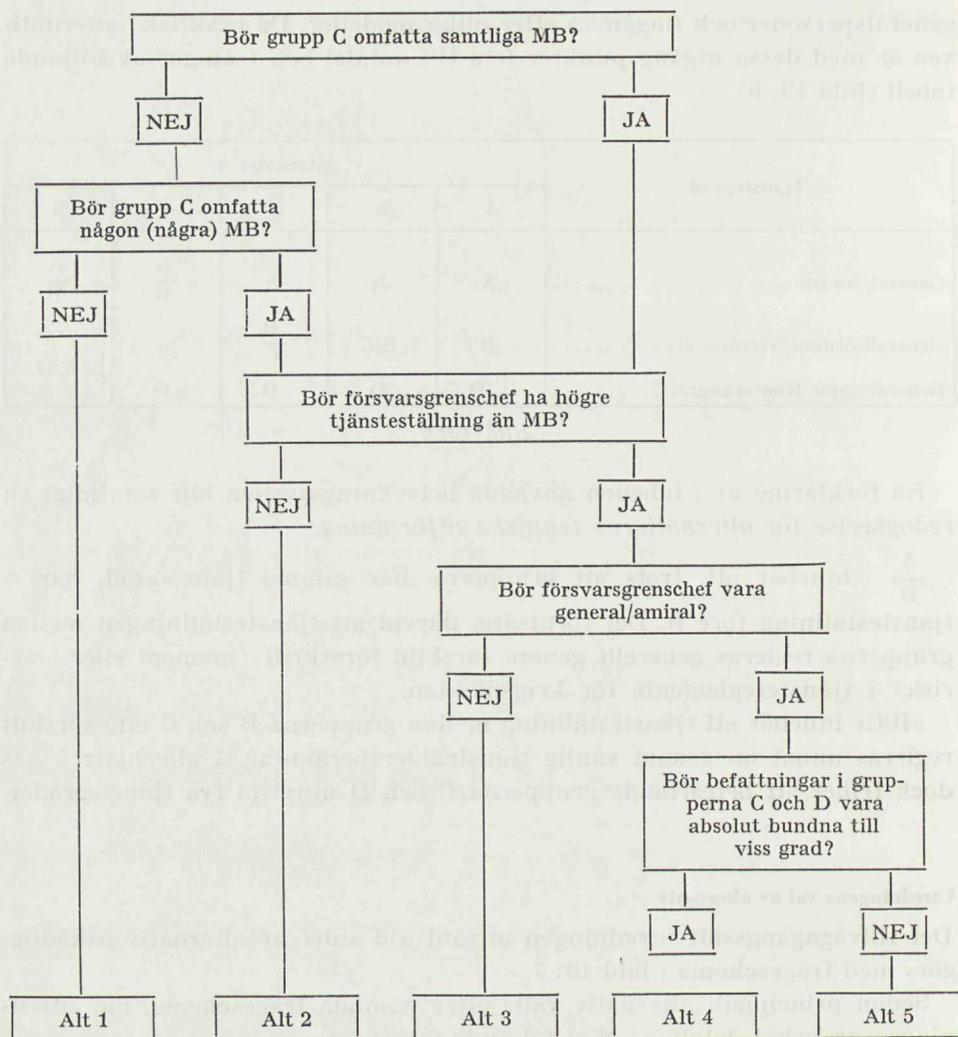 Bör grupp C omfatta samtliga MB?
NEJ
JA
Bör grupp C omfatta
någon (några) MB?
NEJ
JA
Bör försvarsgrenschef ha högre
tjänsteställning än MB?
NEJ
JA
Bör försvarsgrenschef vara
general/amiral?
NEJ
JA
Bör befattningar i grup-
perna C och D vara
absolut bundna till
viss grad?
JA
NEJ
Alt 1
Alt 2
Alt 3
Alt 4
Alt 5